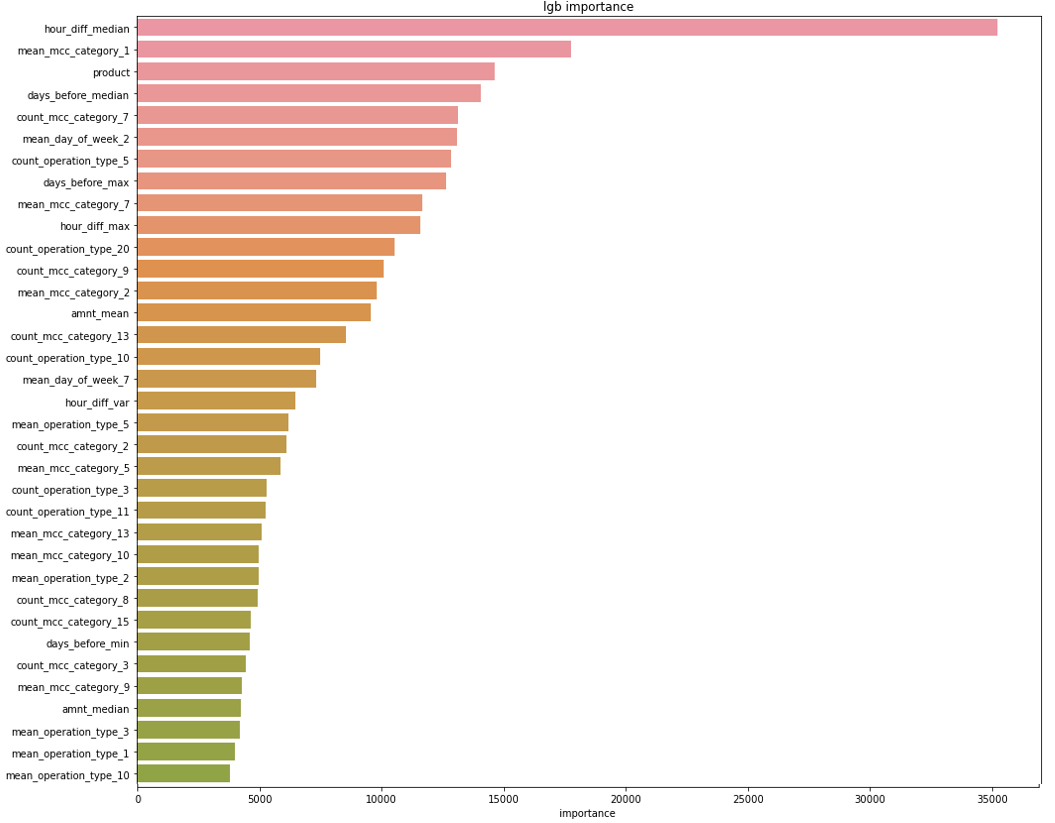 lgb importance
hour_diff_median
mean_mcc_category_1
product
days_before_median
count_mcc_category_7
mean_day_of_week_2
count_operation_type_5
days_before_max
mean_mcc_category_7
hour_diff_max
count_operation_type_20
count_mcc_category_9
mean_mcc_category_2
amnt_mean
count_mcc_category_13
count_operation_type_10
mean_day_of_week_7
hour_diff_var
mean_operation_type_5
count_mcc_category_2
mean_mcc_category_5
count_operation_type_3
count_operation_type_11
mean_mcc_category_13
mean_mcc_category_10
mean_operation_type_2
count_mcc_category_8
count_mcc_category_15
days_before_min
count_mcc_category_3
mean_mcc_category_9
amnt_median
mean_operation_type_3
mean_operation_type_1
mean_operation_type_10
0 5000 10000 15000 20000 25000 30000 35000
importance